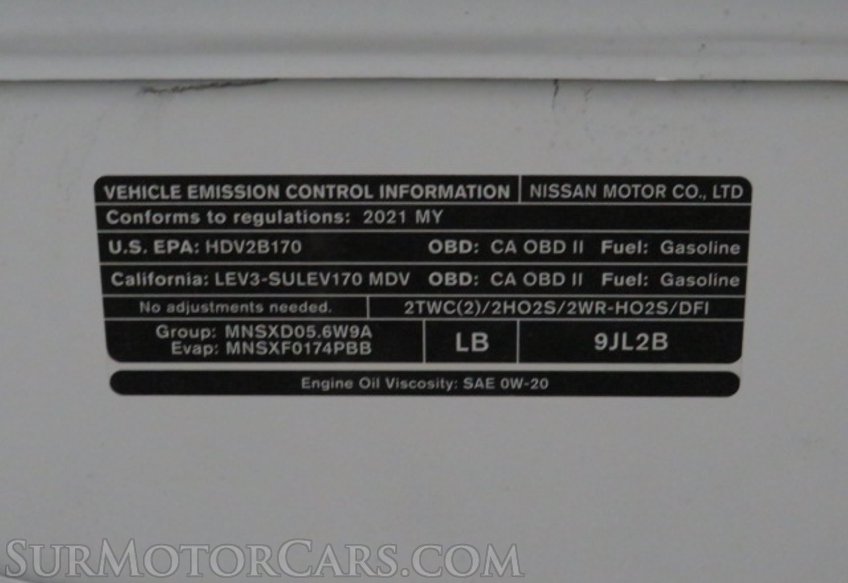 VEHICLE EMISSION CONTROL INFORMATION NISSAN MOTOR CO., LTD
Conforms to regulations: 2021 MY
U.S. EPA: HDV2B170 OBD: CA OBD II Fuel: Gasoline
California: LEV3-SULEV170 MDV OBD: CA OBD II Fuel: Gasoline
No adjustments needed. 2TWC(2)/2HO2S/2WR-HO2S/DFI
Group: MNSXD05.6W9A
Evap: MNSXF0174PBB
LB
9JL2B
Engine Oil Viscosity: SAE 0W-20
SURMOTORCARS.COM